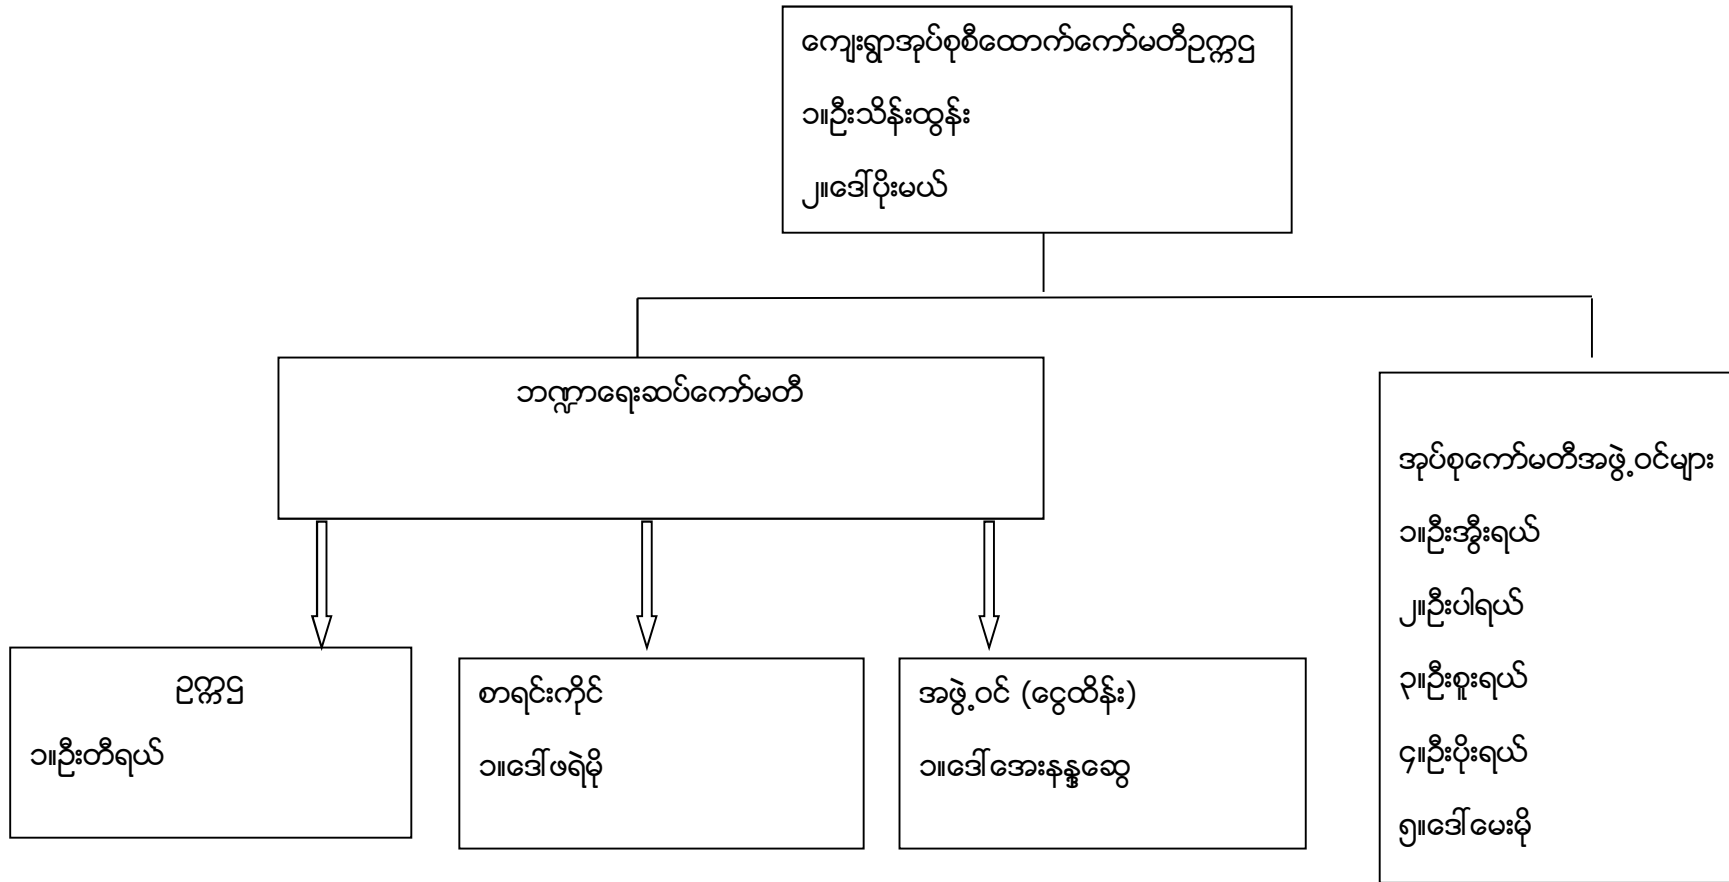 ကျေးရွာအုပ်စုစီထောက်ကော်မတီဥက္ကဌ
၁။ဦးသိန်းထွန်း
၂။ဒေါ်ပိုးမယ်
ဘဏ္ဍာရေးဆပ်ကော်မတီ
ဥက္ကဌ
၁။ဦးတီရယ်
စာရင်းကိုင်
၁။ဒေါ်ဖရဲမို
အဖွဲ့ဝင် (ငွေထိန်း)
၁။ဒေါ်အေးနန္ဒဆွေ
အုပ်စုကော်မတီအဖွဲ့ဝင်များ
၁။ဦးအွီးရယ်
၂။ဦးပါရယ်
၃။ဦးစူးရယ်
၄။ဦးပိုးရယ်
၅။ဒေါ်မေးမို